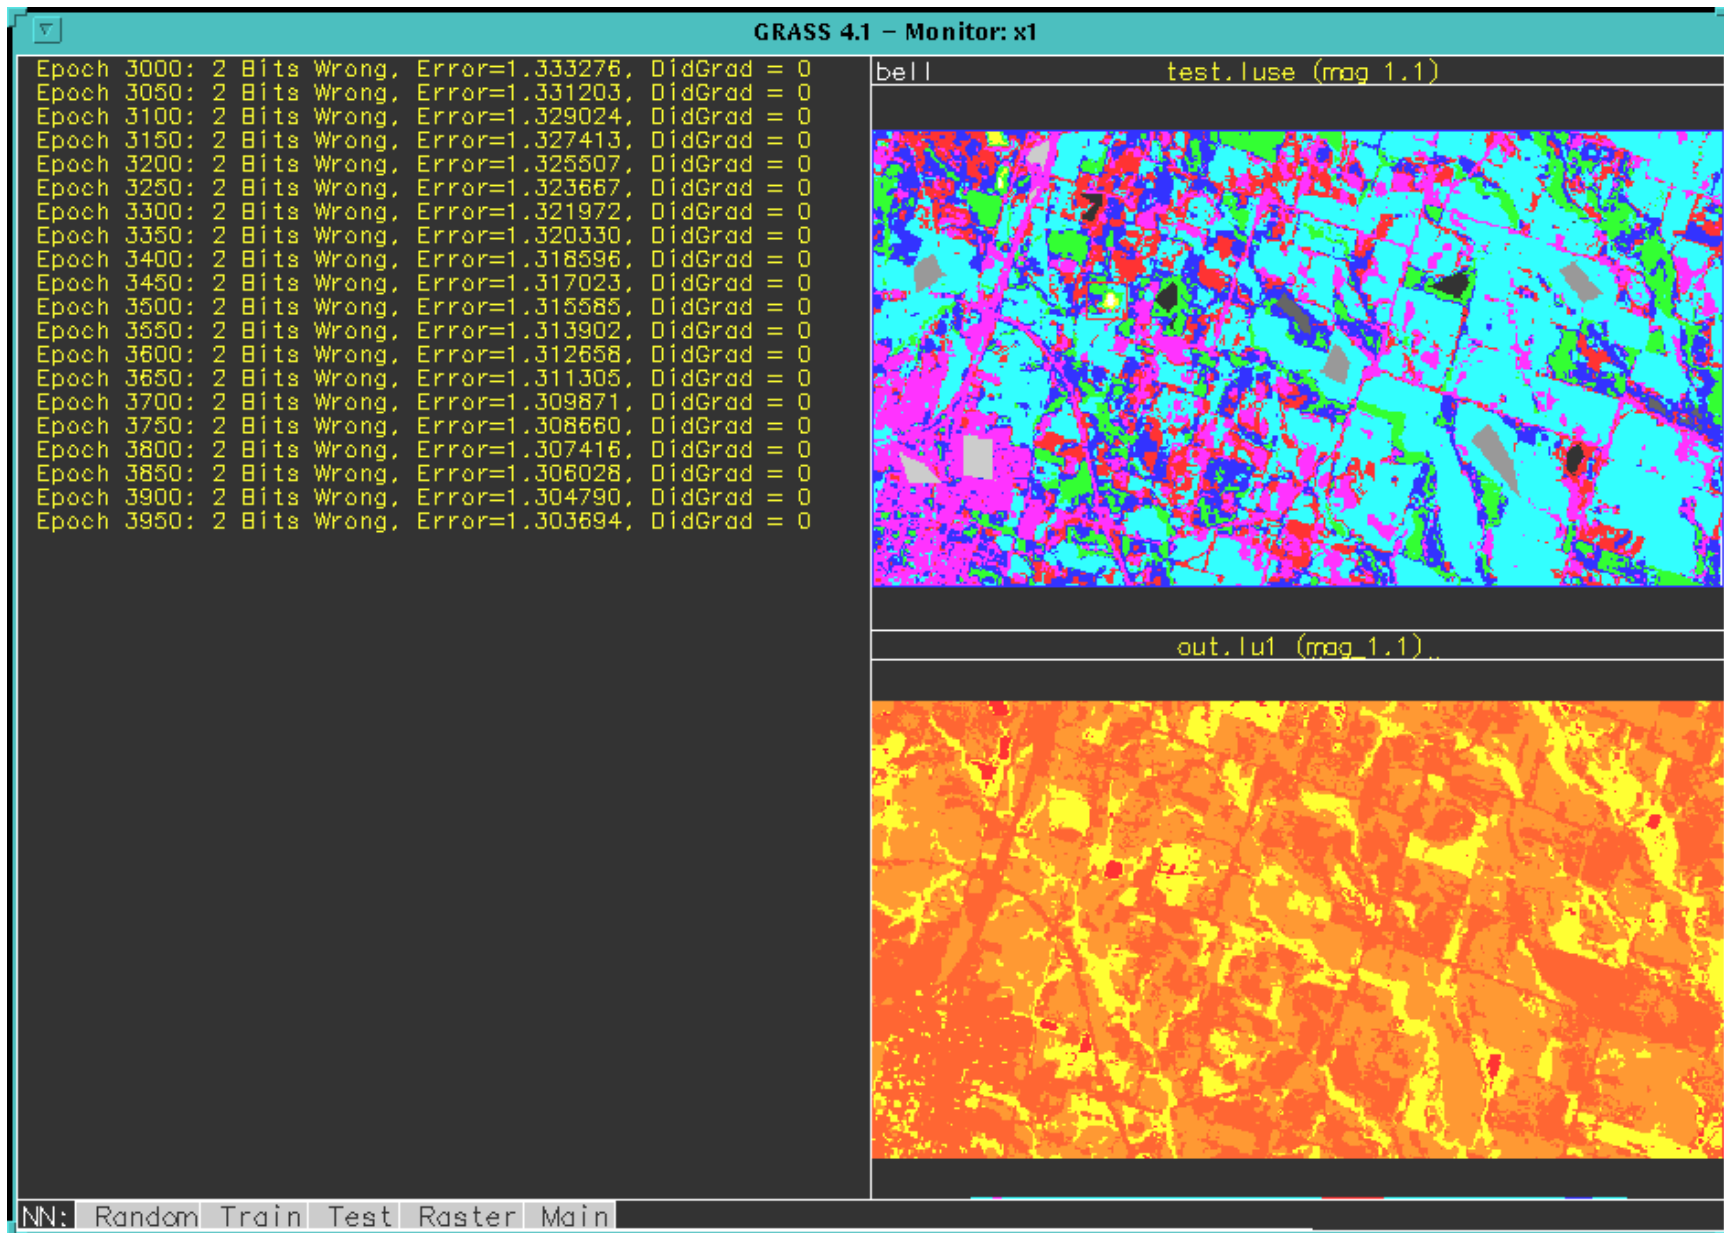 GRASS 4.1 – Monitor: x1
Epoch 3000: 2 Bits Wrong, Error=1.333276, DidGrad = 0
Epoch 3050: 2 Bits Wrong, Error=1.331203, DidGrad = 0
Epoch 3100: 2 Bits Wrong, Error=1.329024, DidGrad = 0
Epoch 3150: 2 Bits Wrong, Error=1.327413, DidGrad = 0
Epoch 3200: 2 Bits Wrong, Error=1.325507, DidGrad = 0
Epoch 3250: 2 Bits Wrong, Error=1.323667, DidGrad = 0
Epoch 3300: 2 Bits Wrong, Error=1.321972, DidGrad = 0
Epoch 3350: 2 Bits Wrong, Error=1.320330, DidGrad = 0
Epoch 3400: 2 Bits Wrong, Error=1.318596, DidGrad = 0
Epoch 3450: 2 Bits Wrong, Error=1.317023, DidGrad = 0
Epoch 3500: 2 Bits Wrong, Error=1.315585, DidGrad = 0
Epoch 3550: 2 Bits Wrong, Error=1.313902, DidGrad = 0
Epoch 3600: 2 Bits Wrong, Error=1.312658, DidGrad = 0
Epoch 3650: 2 Bits Wrong, Error=1.311305, DidGrad = 0
Epoch 3700: 2 Bits Wrong, Error=1.309871, DidGrad = 0
Epoch 3750: 2 Bits Wrong, Error=1.308660, DidGrad = 0
Epoch 3800: 2 Bits Wrong, Error=1.307416, DidGrad = 0
Epoch 3850: 2 Bits Wrong, Error=1.306028, DidGrad = 0
Epoch 3900: 2 Bits Wrong, Error=1.304790, DidGrad = 0
Epoch 3950: 2 Bits Wrong, Error=1.303694, DidGrad = 0
bell test.luse (mag 1.1)
out.lu1 (mag 1.1)
NN: Random Train Test Raster Main